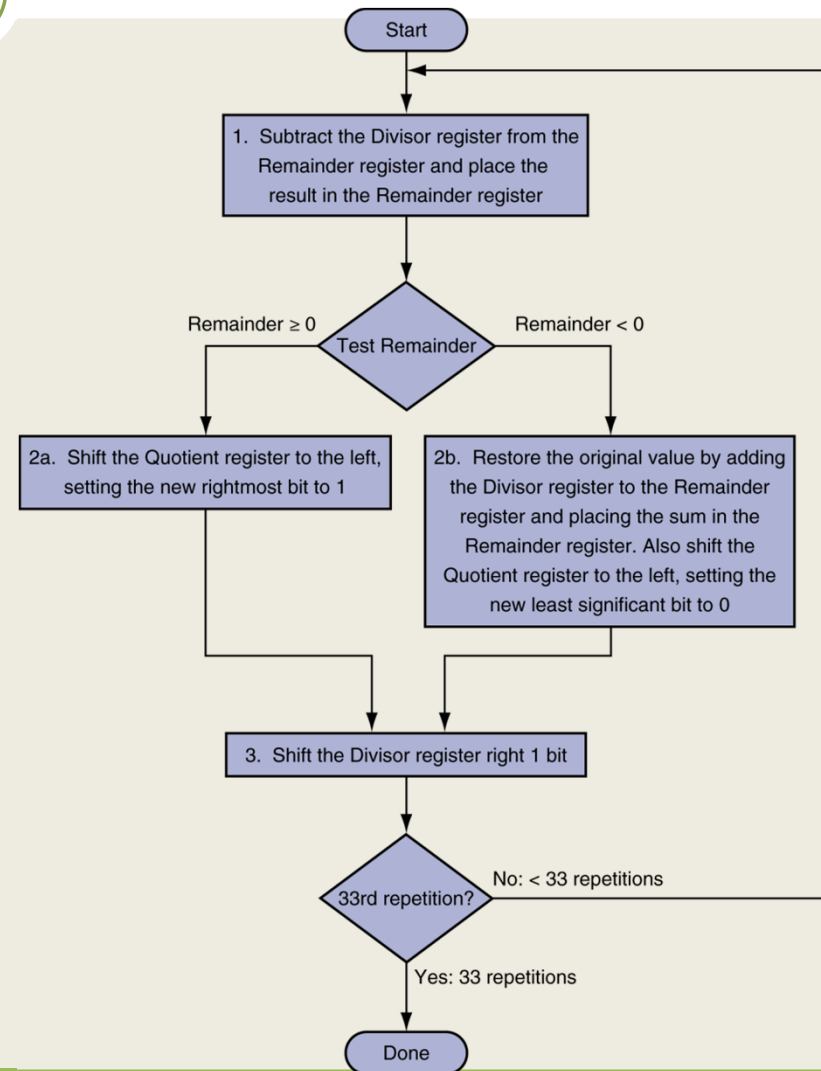 Start
1. Subtract the Divisor register from the
Remainder register and place the
result in the Remainder register
Remainder ≥ 0
Remainder < 0
Test Remainder
2a. Shift the Quotient register to the left,
setting the new rightmost bit to 1
2b. Restore the original value by adding
the Divisor register to the Remainder
register and placing the sum in the
Remainder register. Also shift the
Quotient register to the left, setting the
new least significant bit to 0
3. Shift the Divisor register right 1 bit
33rd repetition?
No: < 33 repetitions
Yes: 33 repetitions
Done